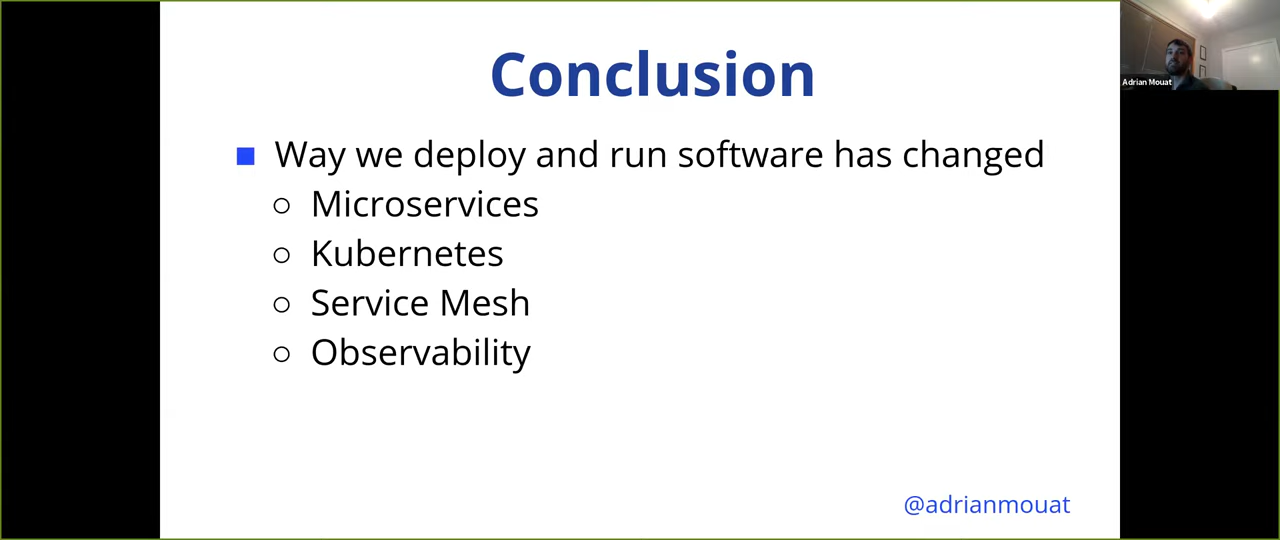 Conclusion
Way we deploy and run software has changed
Microservices
Kubernetes
Service Mesh
Observability
@adrianmouat
Adrian Mouat